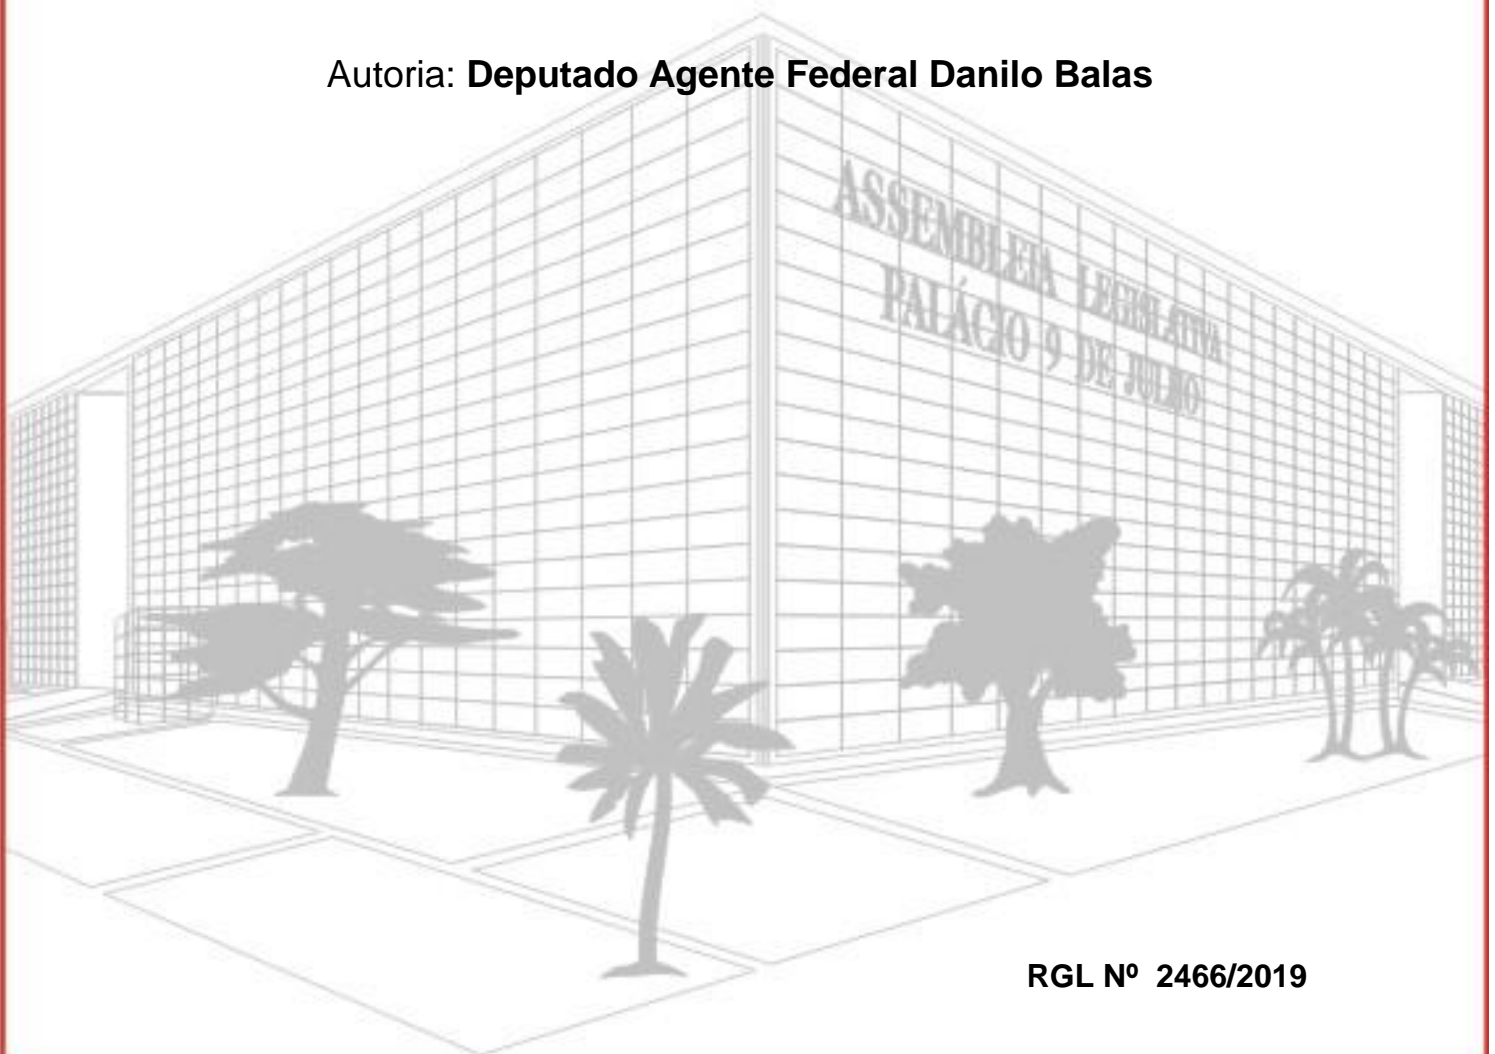 Autoria: Deputado Agente Federal Danilo Balas
ASSEMBLEIA LEGISLATIVA
PALÁCIO 9 DE JULHO
RGL Nº 2466/2019